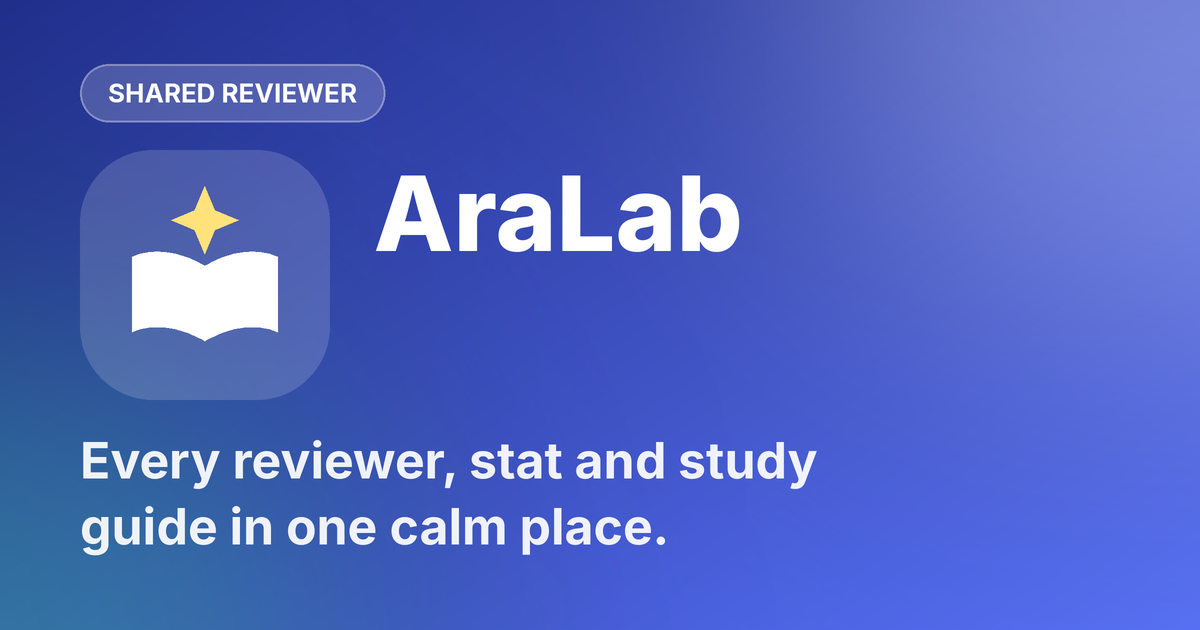 SHARED REVIEWER
AraLab
Every reviewer, stat and study
guide in one calm place.